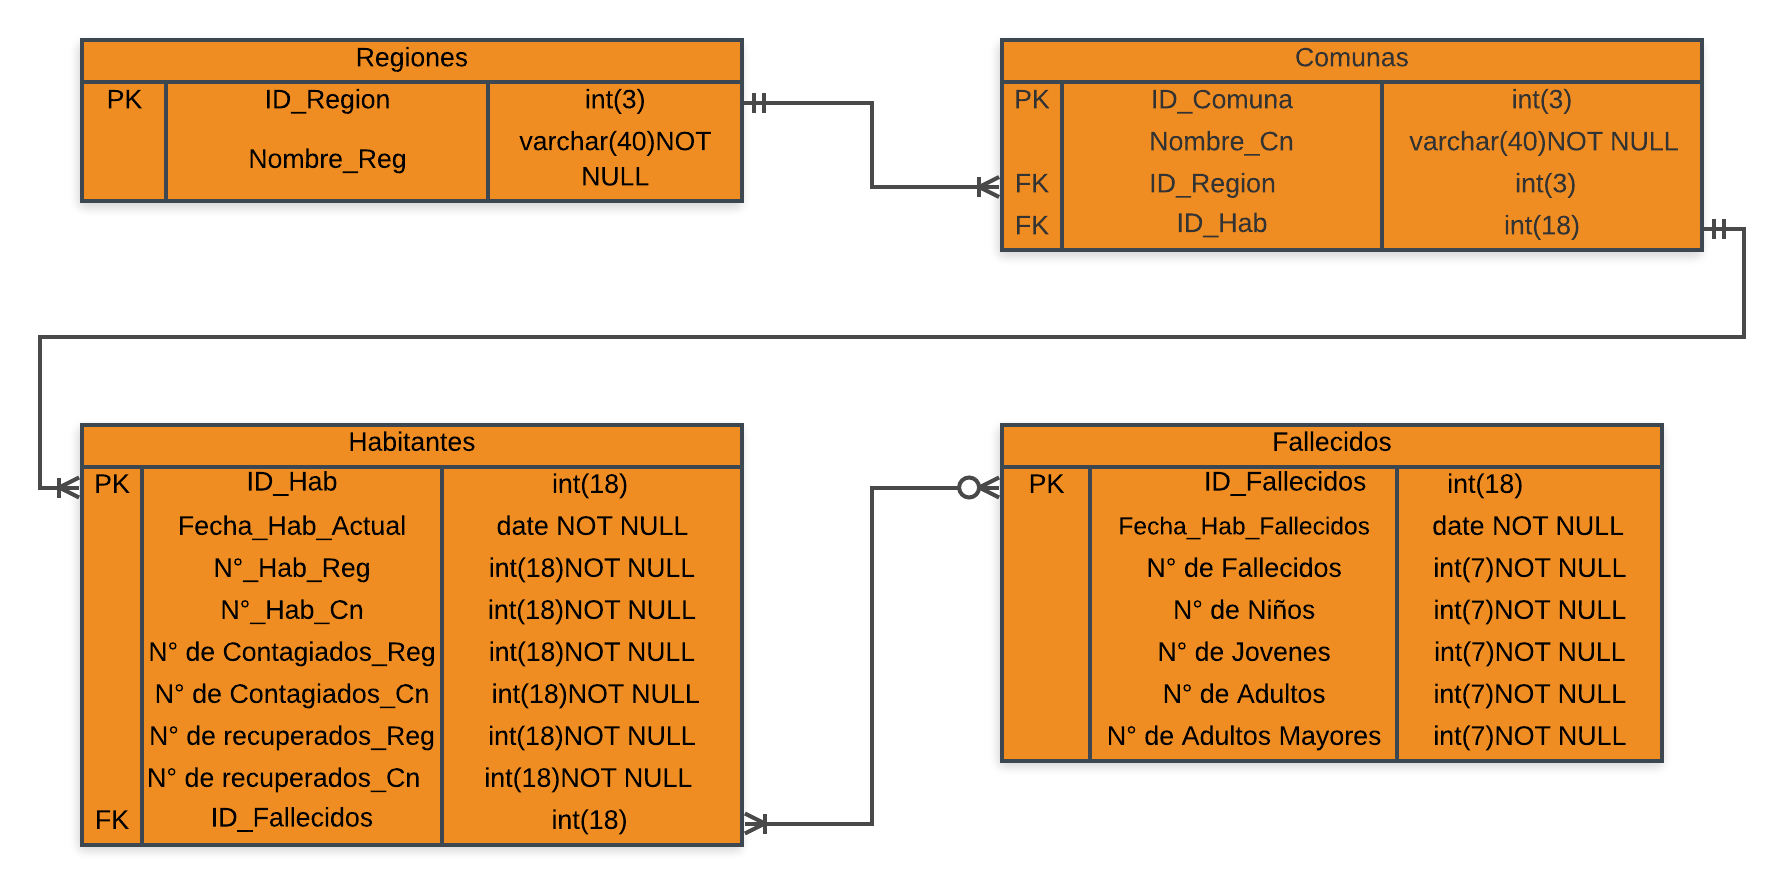 Regiones
PK ID_Region int(3)
Nombre_Reg varchar(40)NOT
NULL
Comunas
PK ID_Comuna int(3)
Nombre_Cn varchar(40)NOT NULL
FK ID_Region int(3)
FK ID_Hab int(18)
Habitantes
PK ID_Hab int(18)
Fecha_Hab_Actual date NOT NULL
N°_Hab_Reg int(18)NOT NULL
N°_Hab_Cn int(18)NOT NULL
N° de Contagiados_Reg int(18)NOT NULL
N° de Contagiados_Cn int(18)NOT NULL
N° de recuperados_Reg int(18)NOT NULL
N° de recuperados_Cn int(18)NOT NULL
FK ID_Fallecidos int(18)
Fallecidos
PK ID_Fallecidos int(18)
Fecha_Hab_Fallecidos date NOT NULL
N° de Fallecidos int(7)NOT NULL
N° de Niños int(7)NOT NULL
N° de Jovenes int(7)NOT NULL
N° de Adultos int(7)NOT NULL
N° de Adultos Mayores int(7)NOT NULL